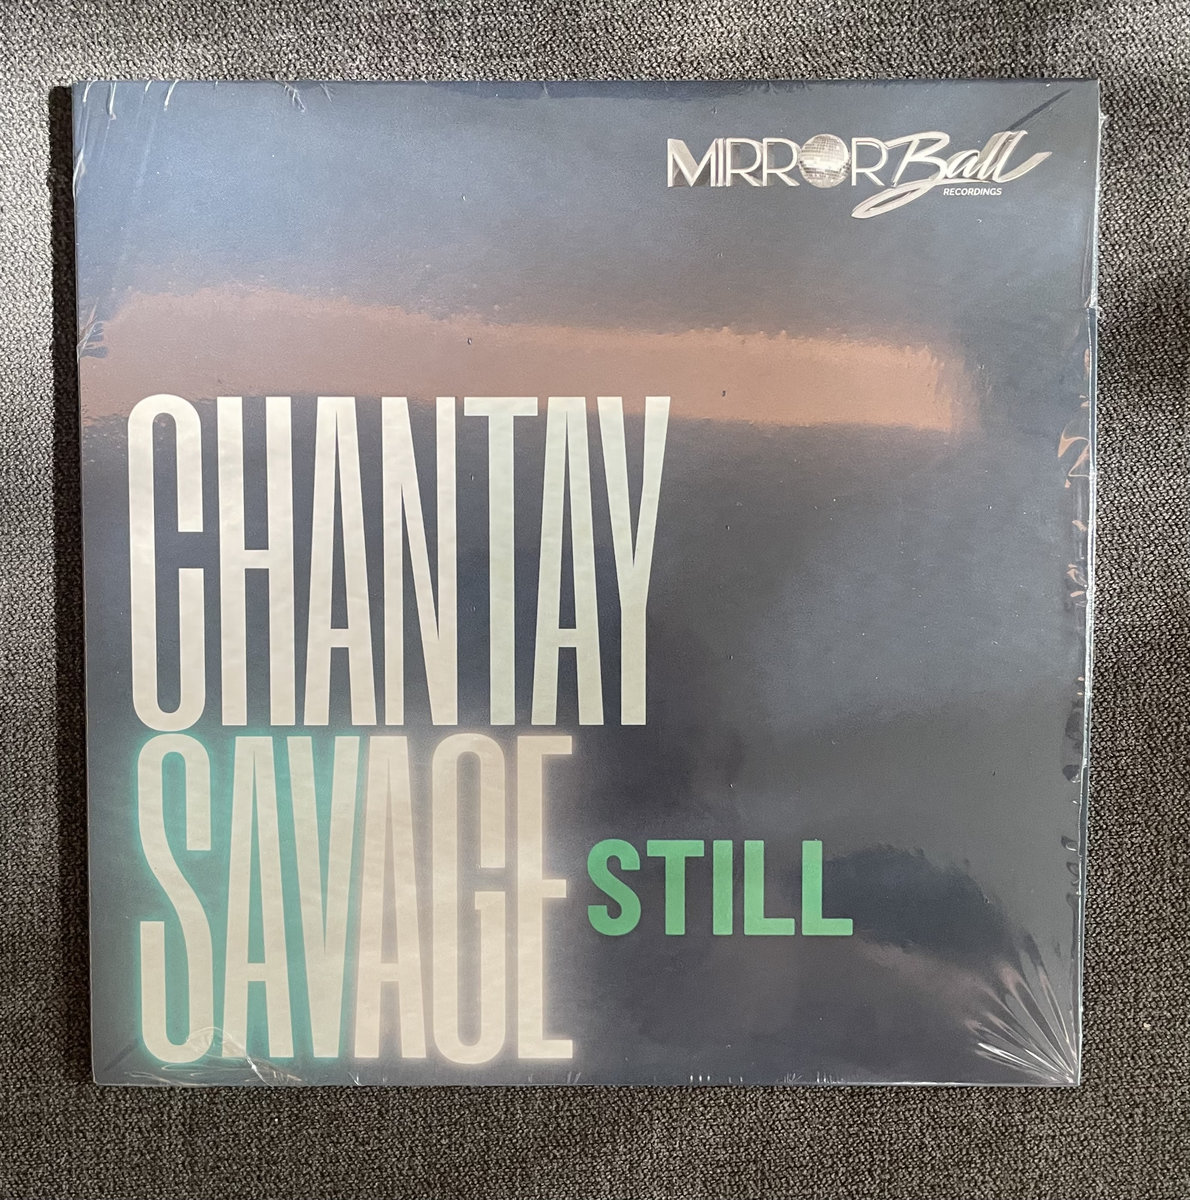 MIRROR Ball
RECORDINGS
CHANTAY
SAVAGE
STILL